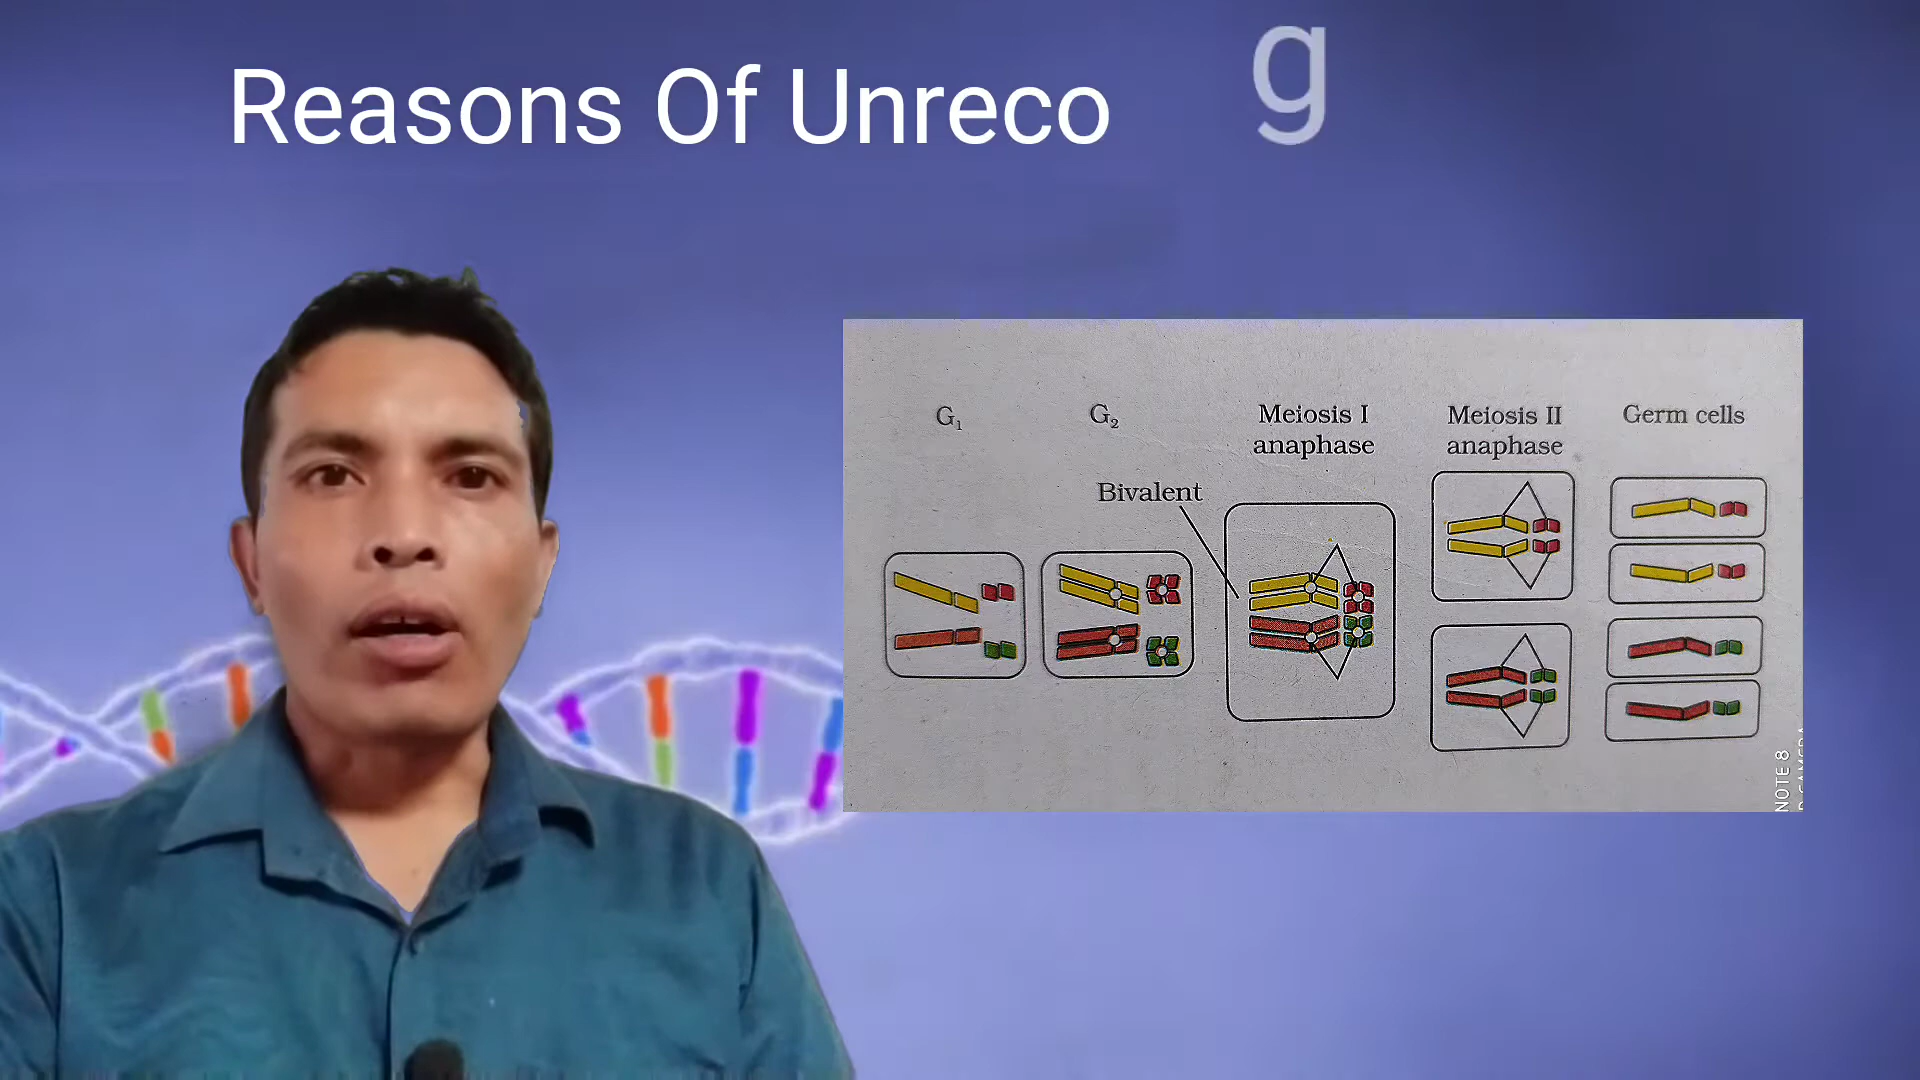 Reasons Of Unreco g
G₁ G₂ Meiosis I Meiosis II Germ cells
anaphase anaphase
Bivalent
NOTE 8